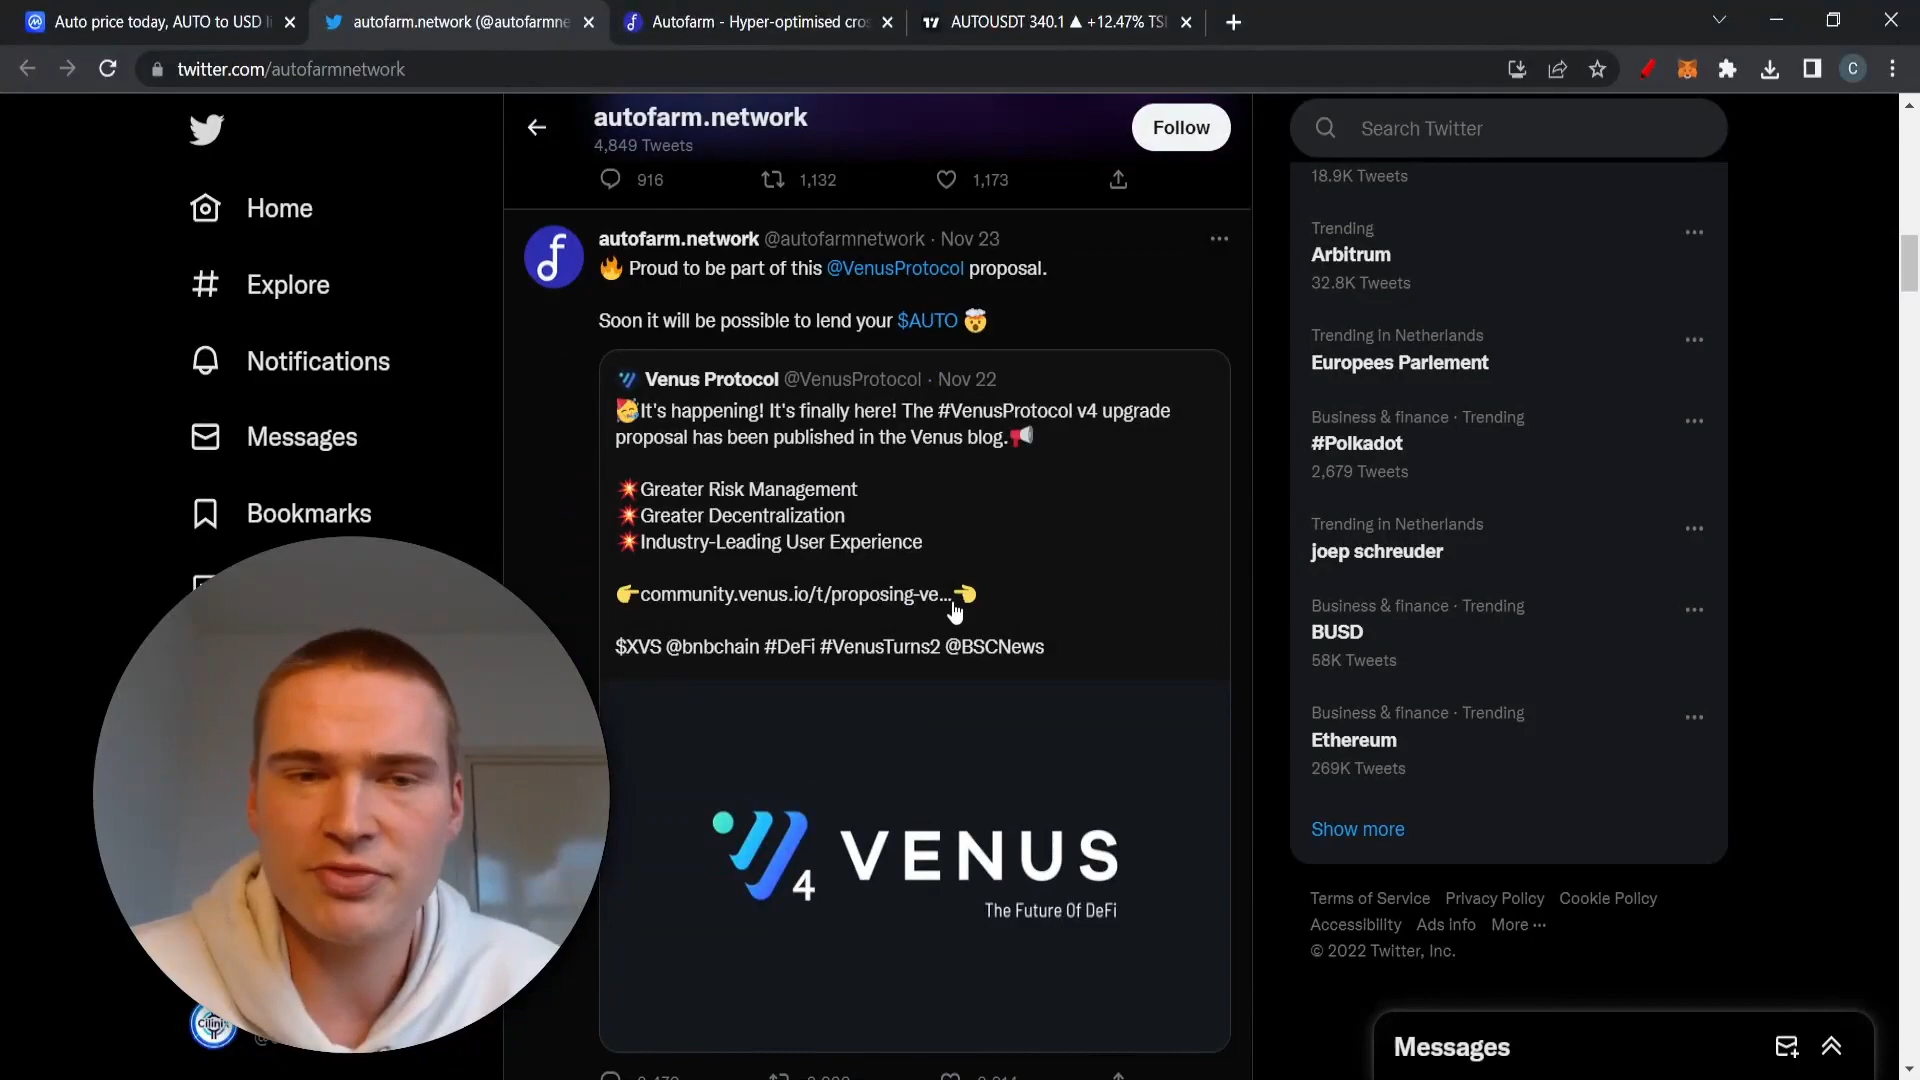 Auto price today, AUTO to USD li
autofarm.network (@autofarmne
Autofarm - Hyper-optimised cros
AUTOUSDT 340.1 ▲ +12.47% TSI
twitter.com/autofarmnetwork
C
autofarm.network
4,849 Tweets
Follow
916
1,132
1,173
Home
Explore
Notifications
Messages
Bookmarks
Cilinix
autofarm.network @autofarmnetwork · Nov 23
🔥 Proud to be part of this @VenusProtocol proposal.
Soon it will be possible to lend your $AUTO 🤯
Venus Protocol @VenusProtocol · Nov 22
🥳It's happening! It's finally here! The #VenusProtocol v4 upgrade
proposal has been published in the Venus blog.📢
💥Greater Risk Management
💥Greater Decentralization
💥Industry-Leading User Experience
👉community.venus.io/t/proposing-ve...👈
$XVS @bnbchain #DeFi #VenusTurns2 @BSCNews
4 VENUS
The Future Of DeFi
Search Twitter
18.9K Tweets
Trending
Arbitrum
32.8K Tweets
Trending in Netherlands
Europees Parlement
Business & finance · Trending
#Polkadot
2,679 Tweets
Trending in Netherlands
joep schreuder
Business & finance · Trending
BUSD
58K Tweets
Business & finance · Trending
Ethereum
269K Tweets
Show more
Terms of Service Privacy Policy Cookie Policy
Accessibility Ads info More ···
© 2022 Twitter, Inc.
Messages